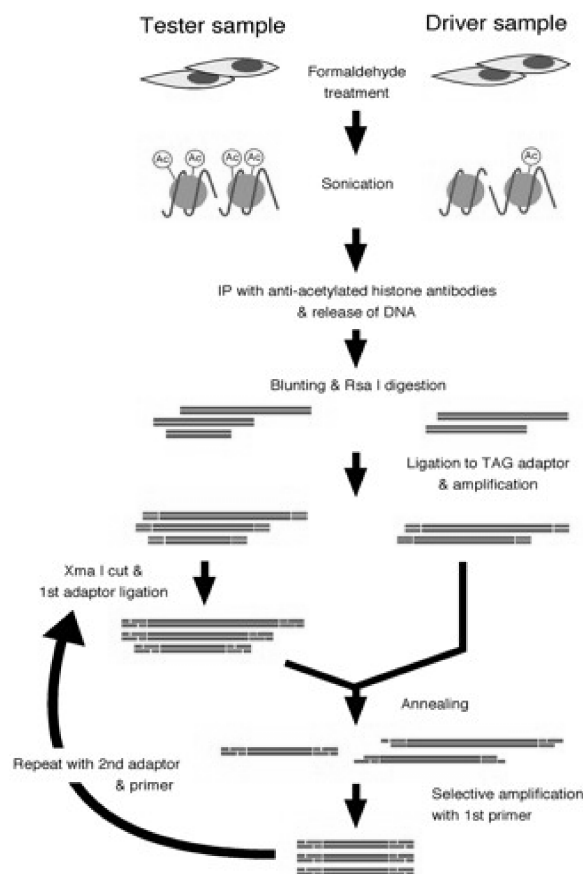 Tester sample
Driver sample
Formaldehyde
treatment
Ac
Ac
Ac
Ac
Ac
Sonication
IP with anti-acetylated histone antibodies
& release of DNA
Blunting & Rsa I digestion
Ligation to TAG adaptor
& amplification
Xma I cut &
1st adaptor ligation
Annealing
Repeat with 2nd adaptor
& primer
Selective amplification
with 1st primer